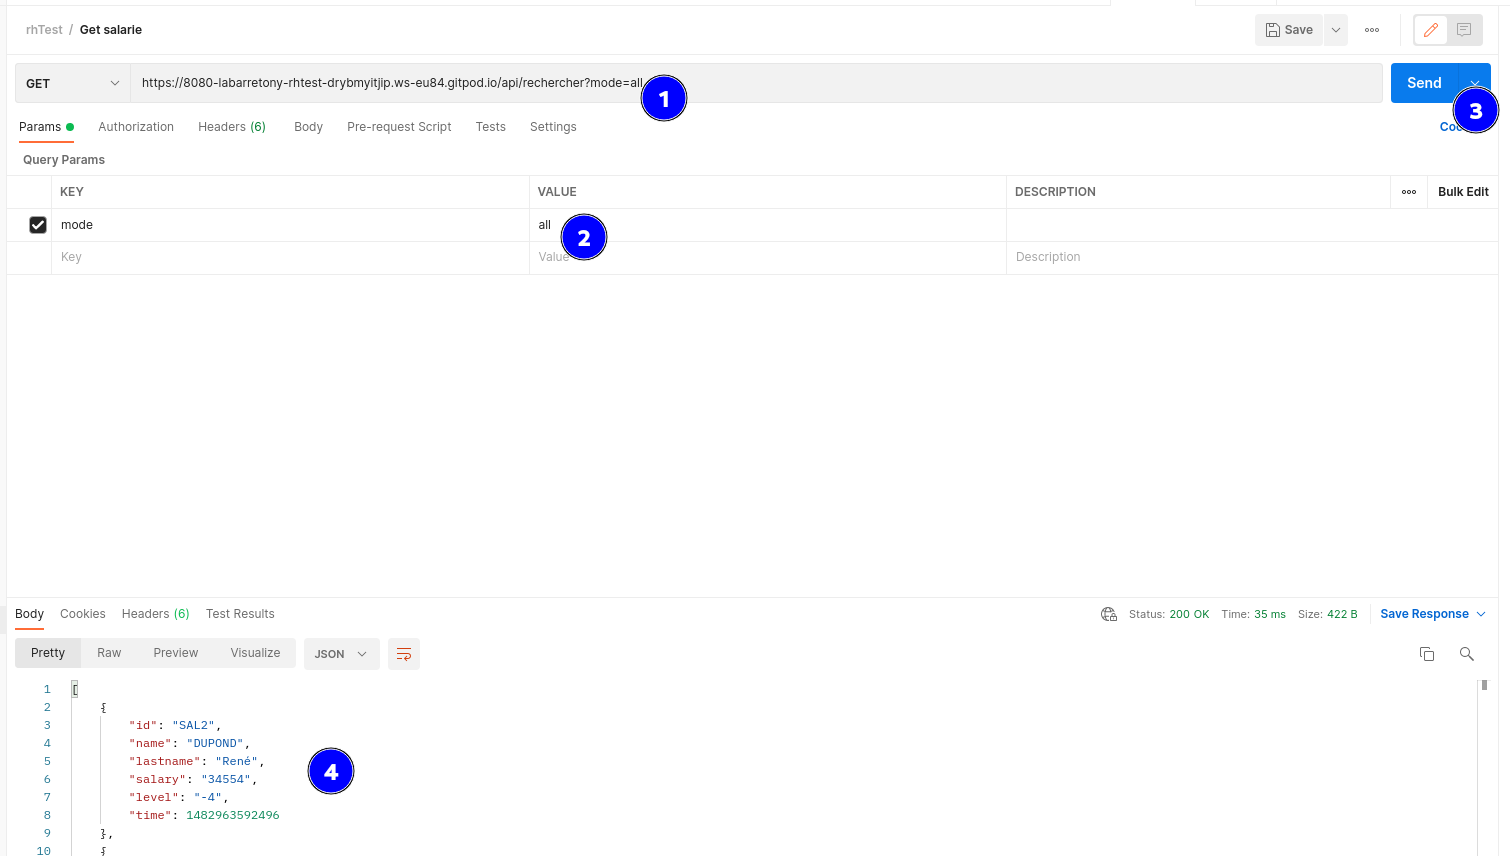 rhTest / Get salarie
Save
GET https://8080-labarretony-rhtest-drybmyitjip.ws-eu84.gitpod.io/api/rechercher?mode=all
1
Send
3
Params Authorization Headers (6) Body Pre-request Script Tests Settings
Query Params
KEY VALUE DESCRIPTION Bulk Edit
mode all
2
Key Value Description
Body Cookies Headers (6) Test Results Status: 200 OK Time: 35 ms Size: 422 B Save Response
Pretty Raw Preview Visualize JSON
1 [
2 {
3 "id": "SAL2",
4 "name": "DUPOND",
5 "lastname": "René",
4
6 "salary": "34554",
7 "level": "-4",
8 "time": 1482963592496
9 },
10 {